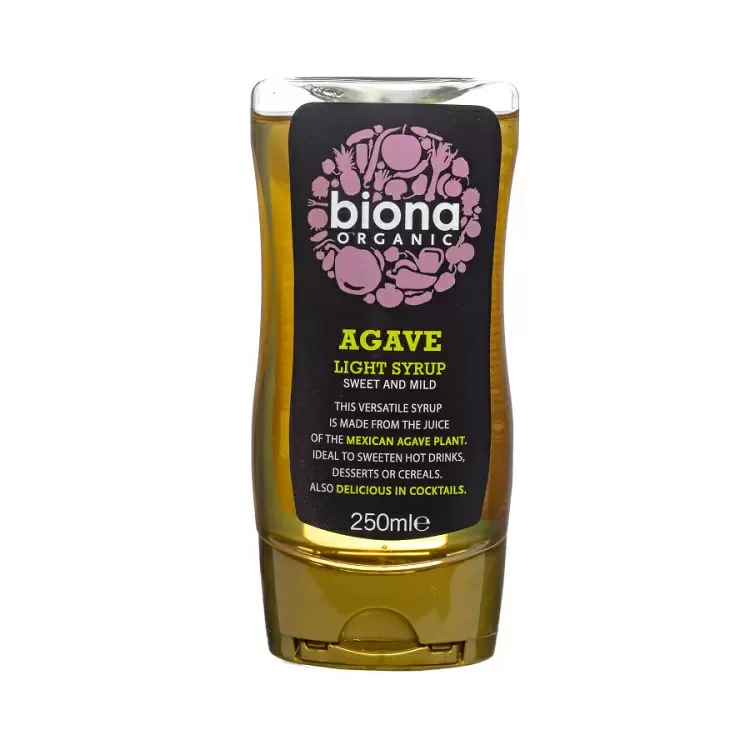 biona
ORGANIC
AGAVE
LIGHT SYRUP
SWEET AND MILD
THIS VERSATILE SYRUP
IS MADE FROM THE JUICE
OF THE MEXICAN AGAVE PLANT.
IDEAL TO SWEETEN HOT DRINKS,
DESSERTS OR CEREALS.
ALSO DELICIOUS IN COCKTAILS.
250ml℮